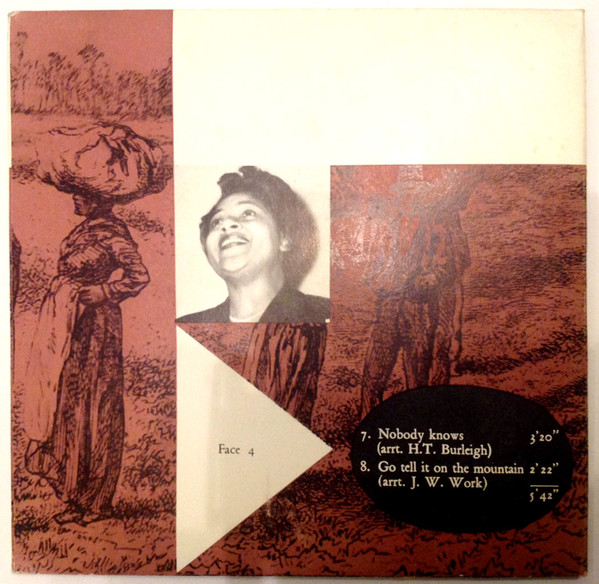 Face 4
7. Nobody knows 3'20"
(arrt. H.T. Burleigh)
8. Go tell it on the mountain 2'22"
(arrt. J. W. Work)
5'42"